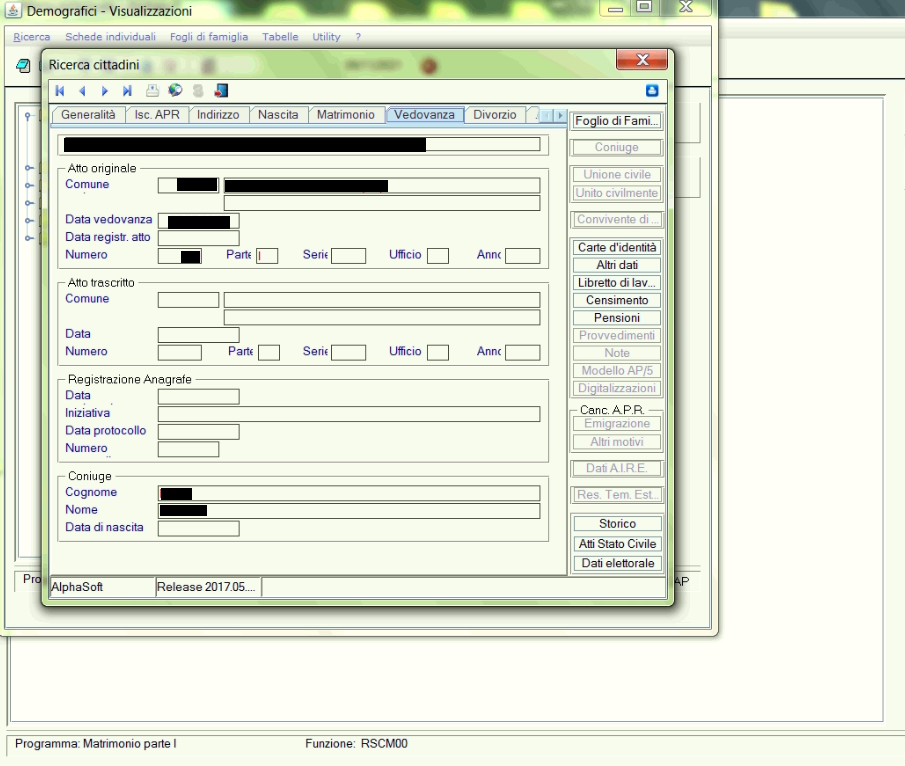 Demografici - Visualizzazioni
Ricerca Schede individuali Fogli di famiglia Tabelle Utility ?
Ricerca cittadini
Generalità Isc. APR Indirizzo Nascita Matrimonio Vedovanza Divorzio
Foglio di Fami...
Coniuge
Unione civile
Unito civilmente
Convivente di ...
Carte d'identità
Altri dati
Libretto di lav...
Censimento
Pensioni
Provvedimenti
Note
Modello AP/5
Digitalizzazioni
Canc. A.P.R.
Emigrazione
Altri motivi
Dati A.I.R.E.
Res. Tem. Est...
Storico
Atti Stato Civile
Dati elettorale
Atto originale
Comune
Data vedovanza
Data registr. atto
Numero Parte Serie Ufficio Anno
Atto trascritto
Comune
Data
Numero Parte Serie Ufficio Anno
Registrazione Anagrafe
Data
Iniziativa
Data protocollo
Numero
Coniuge
Cognome
Nome
Data di nascita
AlphaSoft Release 2017.05....
Pro
AP
Programma: Matrimonio parte I Funzione: RSCM00